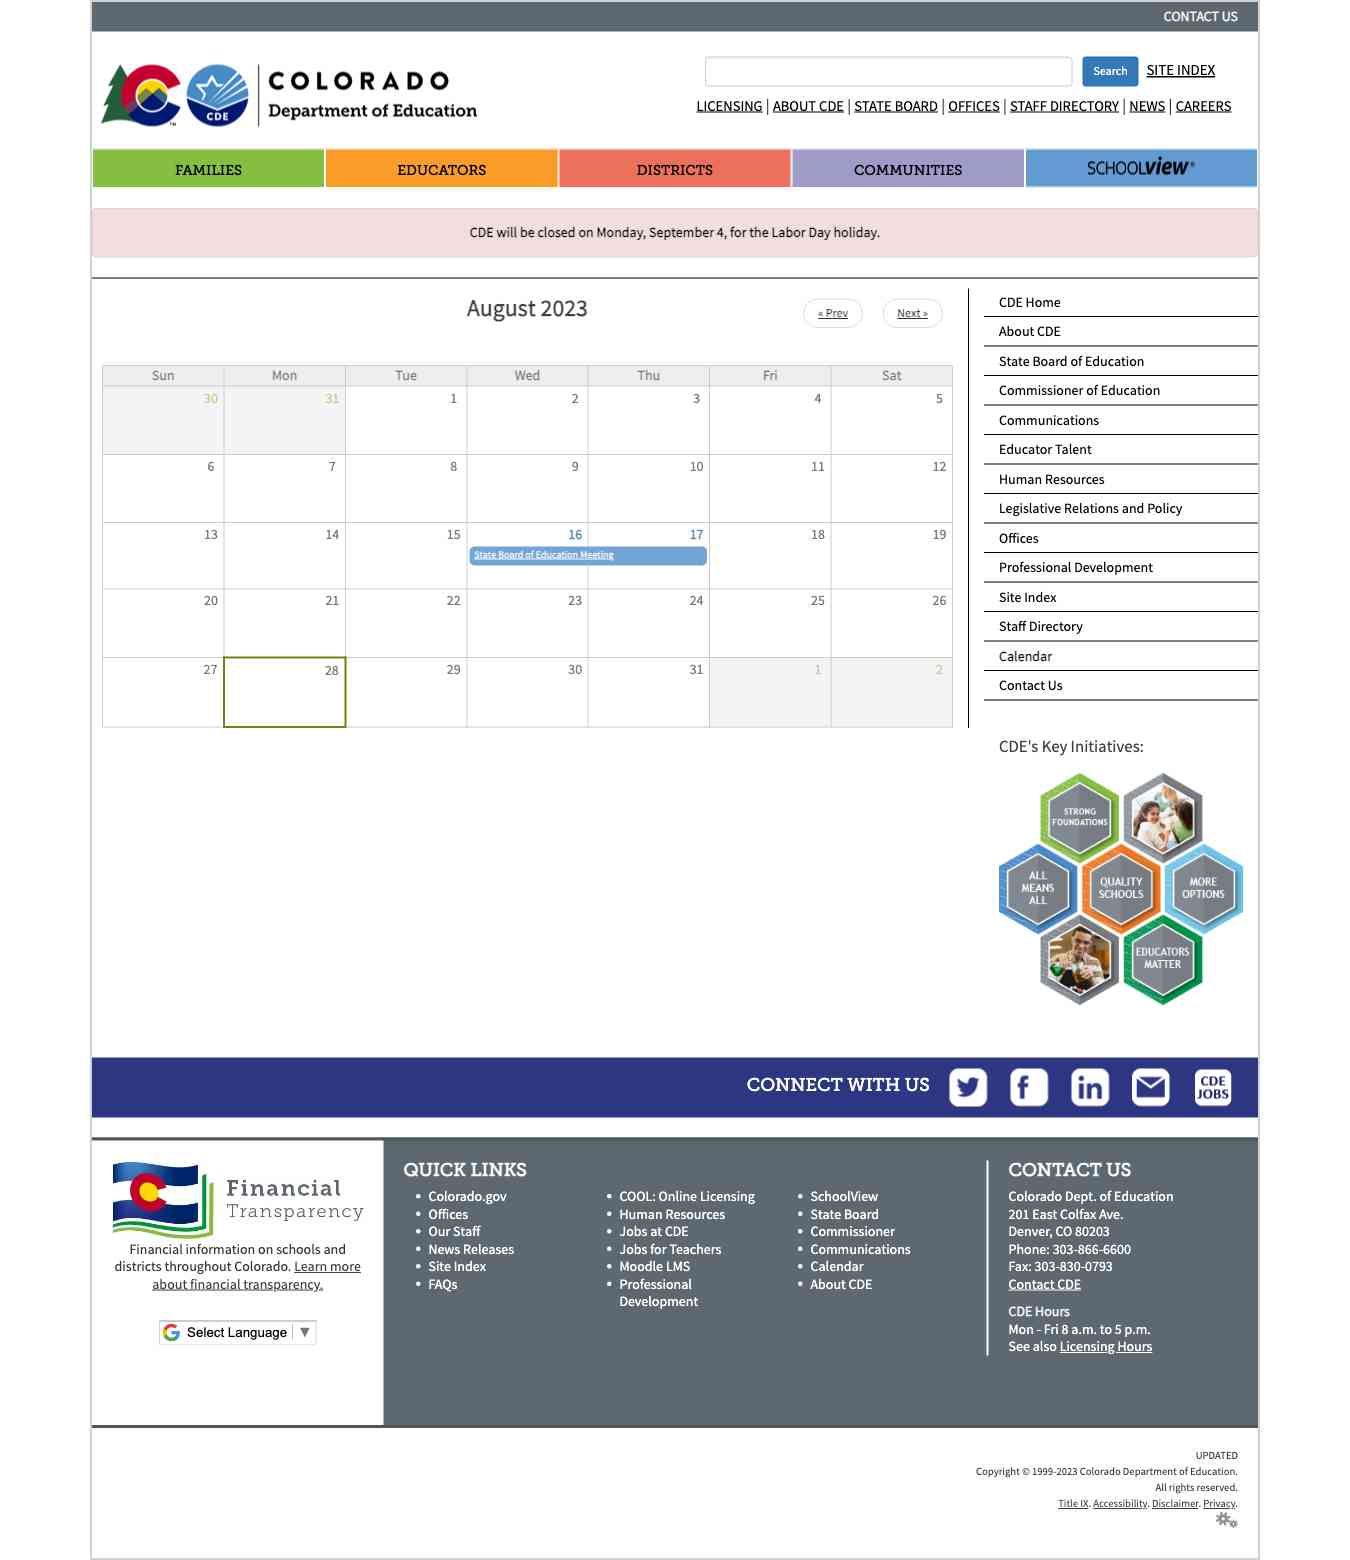 CONTACT US
COLORADO
Department of Education
CDE
TM
Search
SITE INDEX
LICENSING | ABOUT CDE | STATE BOARD | OFFICES | STAFF DIRECTORY | NEWS | CAREERS
FAMILIES
EDUCATORS
DISTRICTS
COMMUNITIES
SCHOOLVIEW®
CDE will be closed on Monday, September 4, for the Labor Day holiday.
August 2023
« Prev
Next »
Sun Mon Tue Wed Thu Fri Sat
30 31 1 2 3 4 5
6 7 8 9 10 11 12
13 14 15 16 17 18 19
State Board of Education Meeting
20 21 22 23 24 25 26
27 28 29 30 31 1 2
CDE Home
About CDE
State Board of Education
Commissioner of Education
Communications
Educator Talent
Human Resources
Legislative Relations and Policy
Offices
Professional Development
Site Index
Staff Directory
Calendar
Contact Us
CDE's Key Initiatives:
STRONG
FOUNDATIONS
ALL
MEANS
ALL
QUALITY
SCHOOLS
MORE
OPTIONS
EDUCATORS
MATTER
CONNECT WITH US
CDE
JOBS
Financial
Transparency
Financial information on schools and
districts throughout Colorado. Learn more
about financial transparency.
Select Language ▼
QUICK LINKS
Colorado.gov
Offices
Our Staff
News Releases
Site Index
FAQs
COOL: Online Licensing
Human Resources
Jobs at CDE
Jobs for Teachers
Moodle LMS
Professional
Development
SchoolView
State Board
Commissioner
Communications
Calendar
About CDE
CONTACT US
Colorado Dept. of Education
201 East Colfax Ave.
Denver, CO 80203
Phone: 303-866-6600
Fax: 303-830-0793
Contact CDE
CDE Hours
Mon - Fri 8 a.m. to 5 p.m.
See also Licensing Hours
UPDATED
Copyright © 1999-2023 Colorado Department of Education.
All rights reserved.
Title IX. Accessibility. Disclaimer. Privacy.